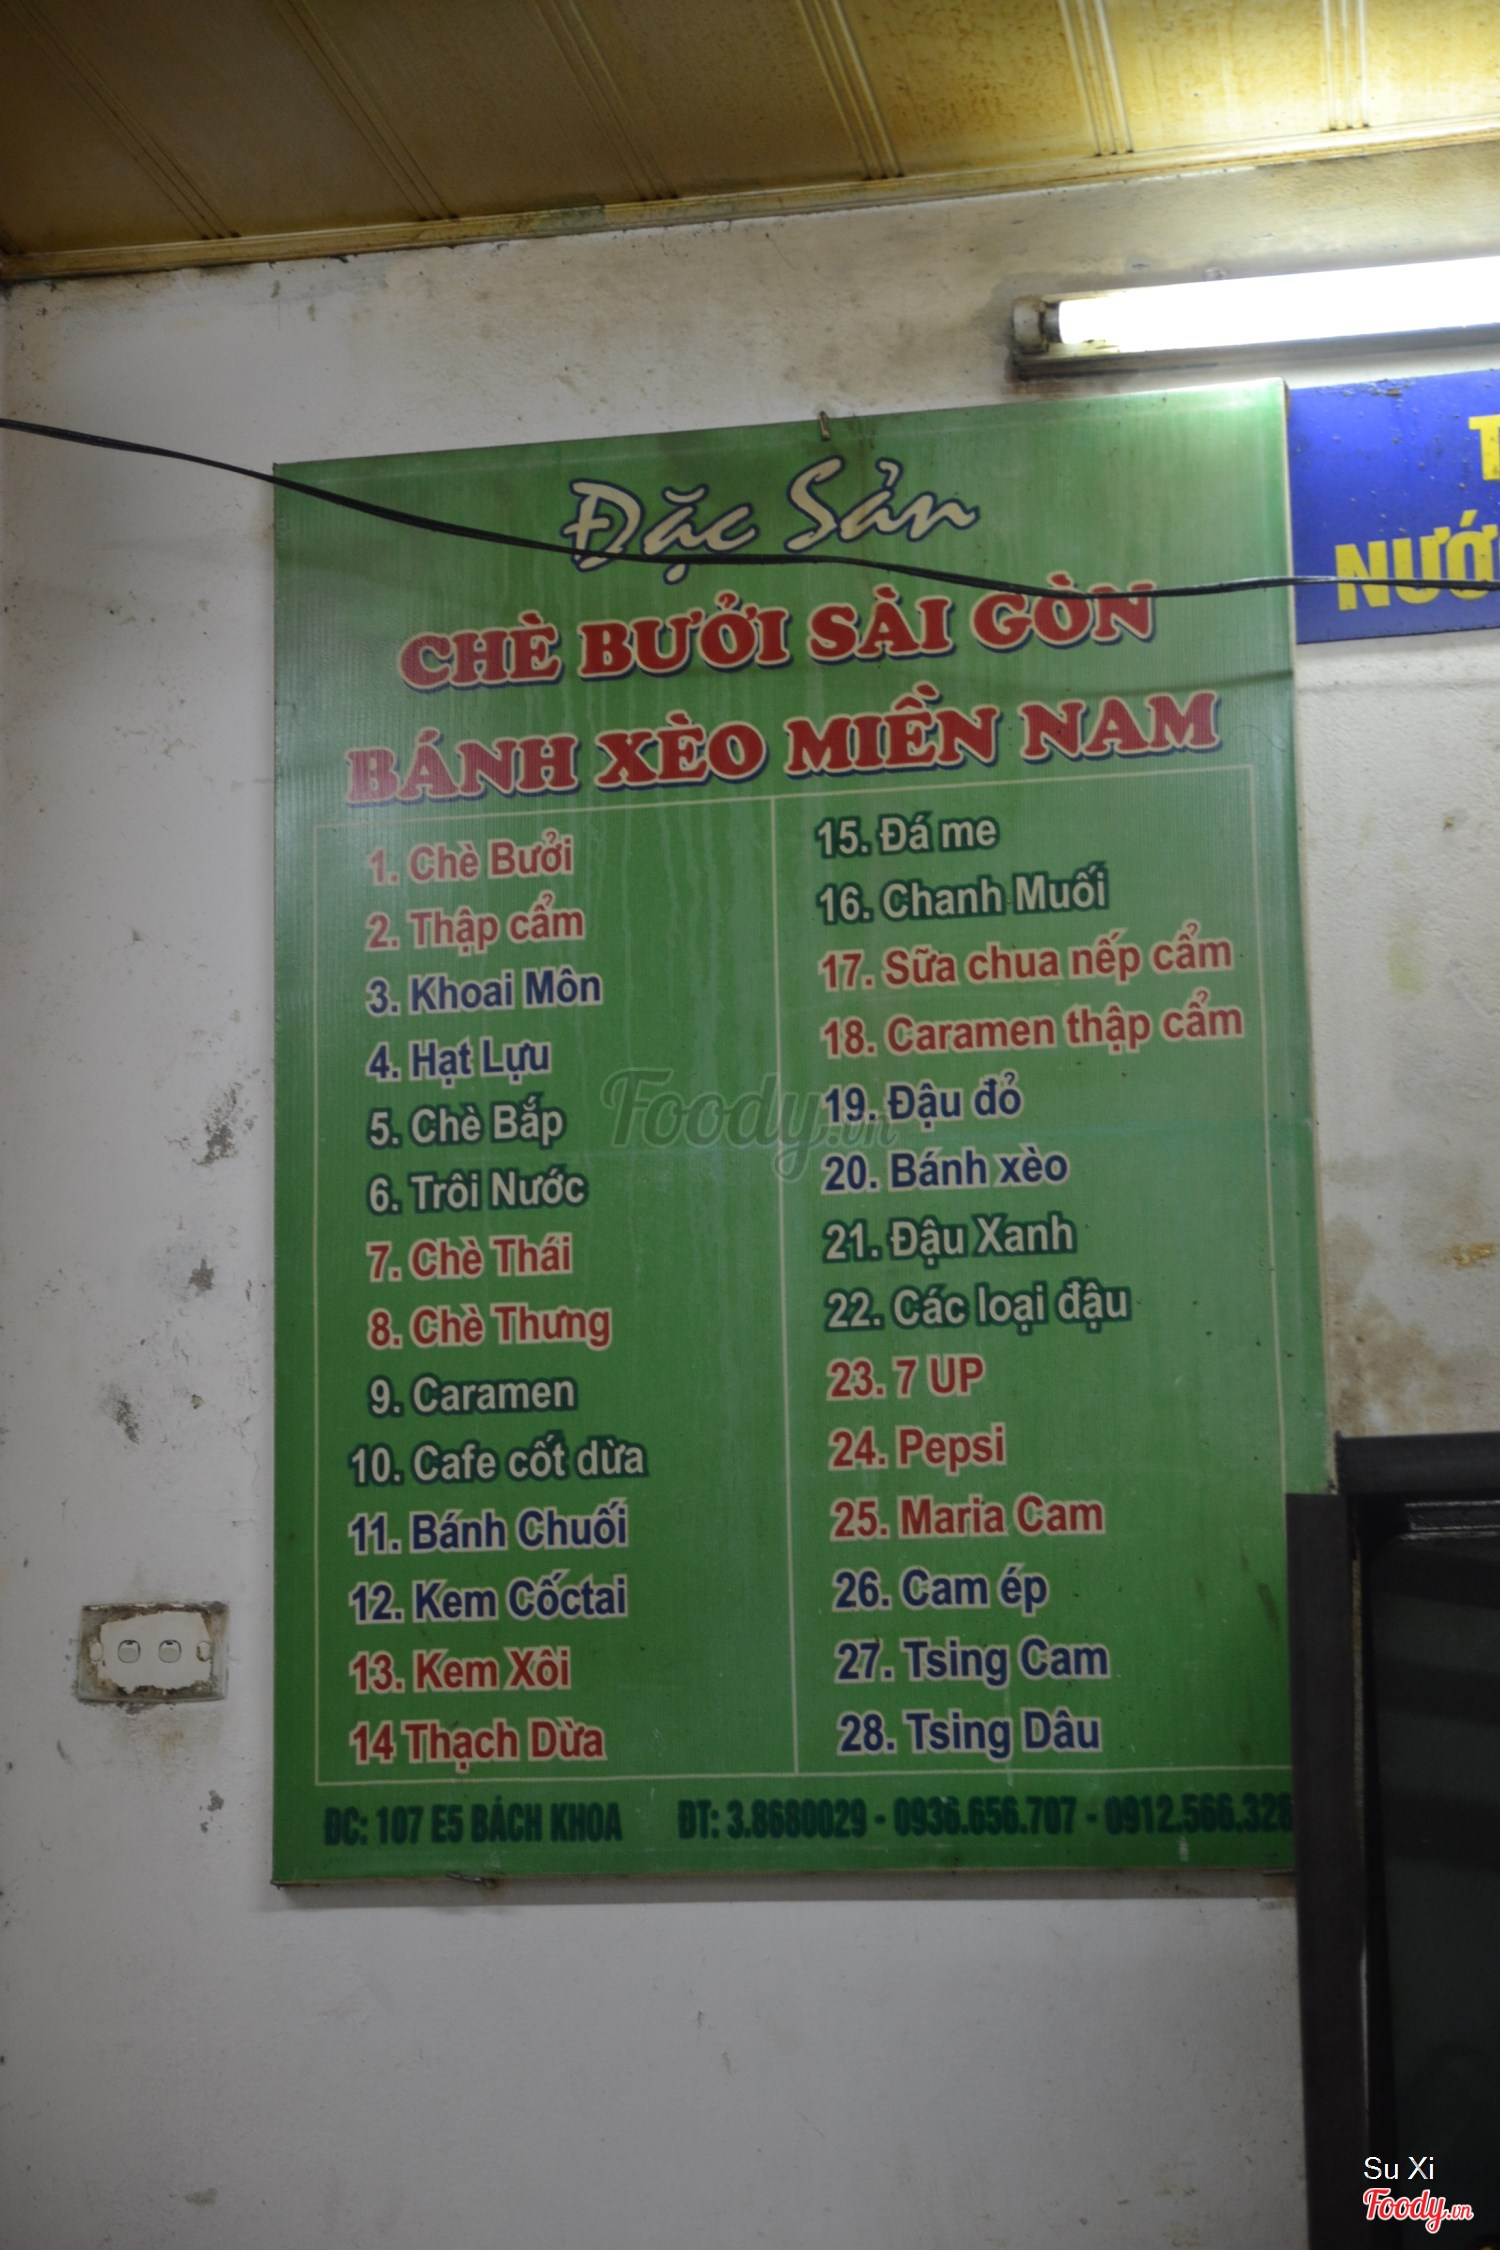 Đặc Sản
CHÈ BƯỞI SÀI GÒN
BÁNH XÈO MIỀN NAM
1. Chè Bưởi
2. Thập cẩm
3. Khoai Môn
4. Hạt Lựu
5. Chè Bắp
6. Trôi Nước
7. Chè Thái
8. Chè Thưng
9. Caramen
10. Cafe cốt dừa
11. Bánh Chuối
12. Kem Cốctai
13. Kem Xôi
14 Thạch Dừa
15. Đá me
16. Chanh Muối
17. Sữa chua nếp cẩm
18. Caramen thập cẩm
19. Đậu đỏ
20. Bánh xèo
21. Đậu Xanh
22. Các loại đậu
23. 7 UP
24. Pepsi
25. Maria Cam
26. Cam ép
27. Tsing Cam
28. Tsing Dâu
ĐC: 107 E5 BÁCH KHOA ĐT: 3.8680029 - 0936.656.707 - 0912.566.328
Foody.vn
Su Xi
Foody.vn